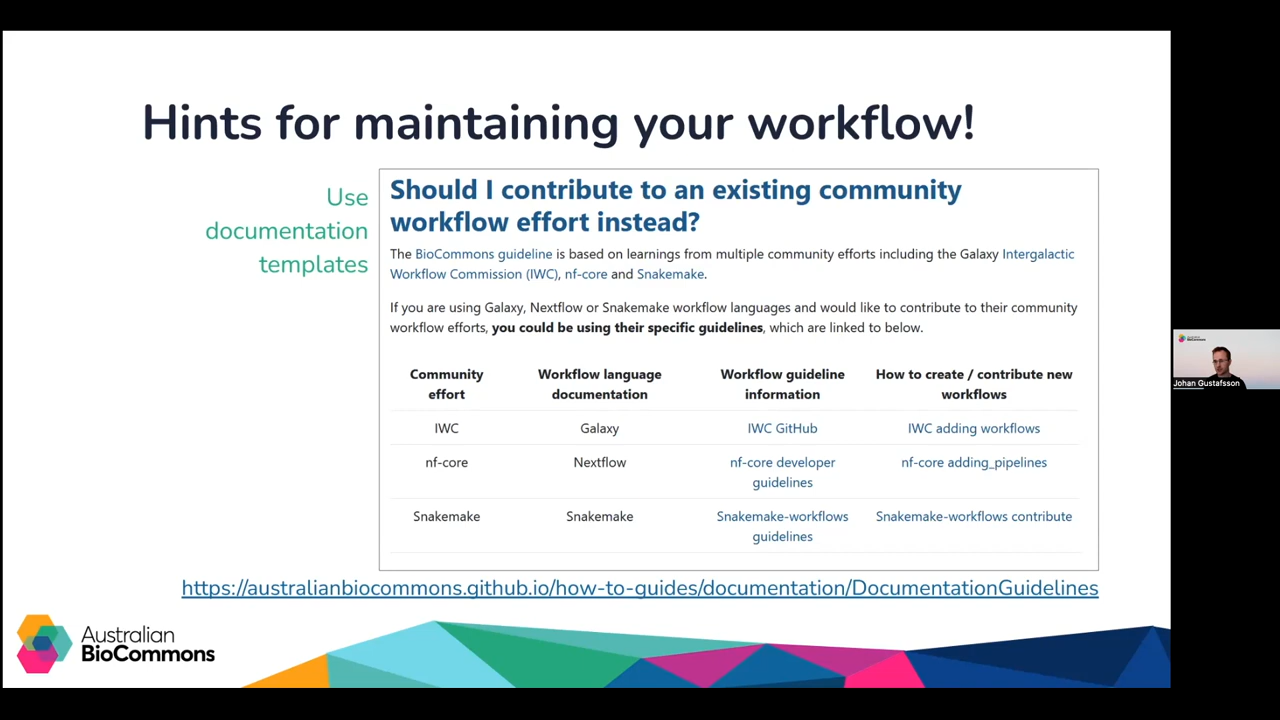 Hints for maintaining your workflow!
Use
documentation
templates
Should I contribute to an existing community
workflow effort instead?
The BioCommons guideline is based on learnings from multiple community efforts including the Galaxy Intergalactic
Workflow Commission (IWC), nf-core and Snakemake.
If you are using Galaxy, Nextflow or Snakemake workflow languages and would like to contribute to their community
workflow efforts, you could be using their specific guidelines, which are linked to below.
Community effort Workflow language documentation Workflow guideline information How to create / contribute new workflows
IWC Galaxy IWC GitHub IWC adding workflows
nf-core Nextflow nf-core developer guidelines nf-core adding_pipelines
Snakemake Snakemake Snakemake-workflows guidelines Snakemake-workflows contribute
https://australianbiocommons.github.io/how-to-guides/documentation/DocumentationGuidelines
Australian
BioCommons
Johan Gustafsson